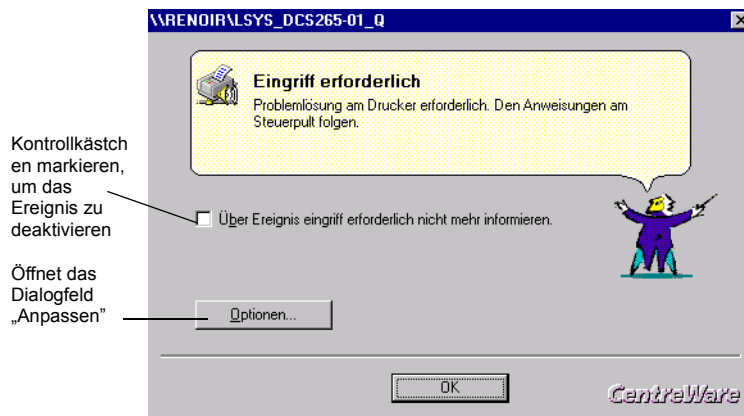 \\RENOIR\LSYS_DCS265-01_Q
Eingriff erforderlich
Problemlösung am Drucker erforderlich. Den Anweisungen am
Steuerpult folgen.
Kontrollkästch
en markieren,
um das
Ereignis zu
deaktivieren
Über Ereignis eingriff erforderlich nicht mehr informieren.
Öffnet das
Dialogfeld
„Anpassen”
Optionen...
OK
CentreWare